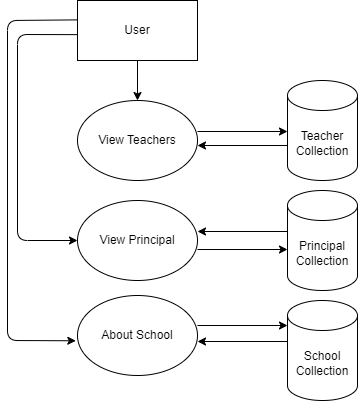 User
View Teachers
Teacher
Collection
View Principal
Principal
Collection
About School
School
Collection